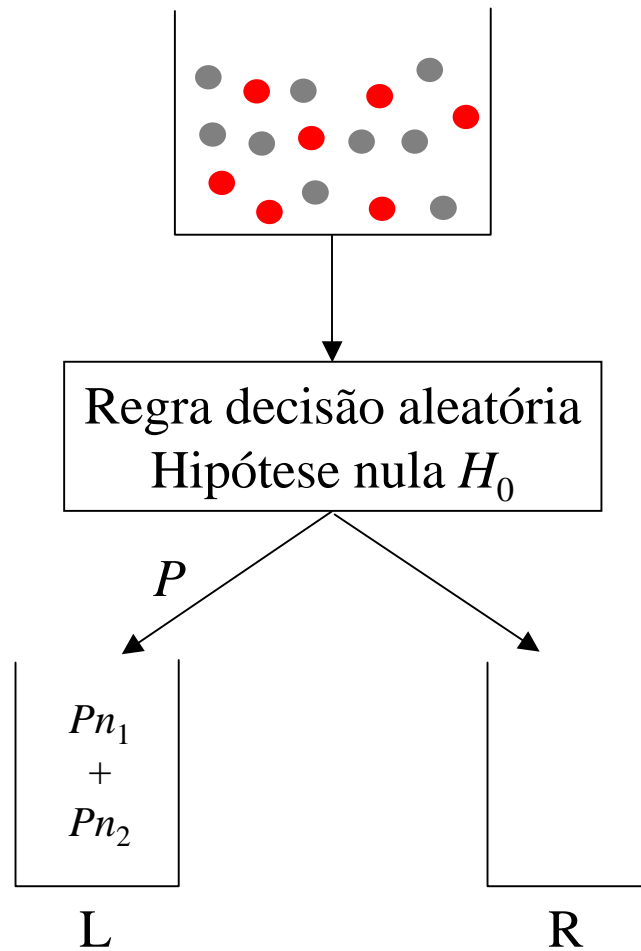 Regra decisão aleatória
Hipótese nula H₀
P
Pn₁
+
Pn₂
L
R